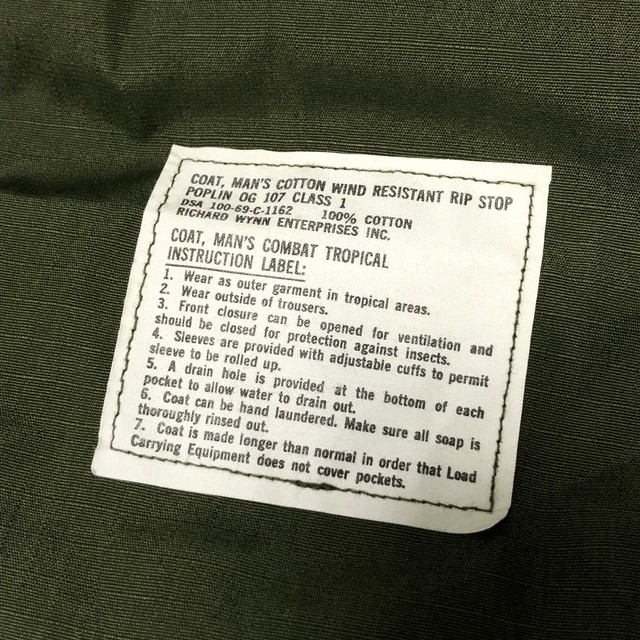 COAT, MAN'S COTTON WIND RESISTANT RIP STOP
POPLIN OG 107 CLASS 1
DSA 100-69-C-1162 100% COTTON
RICHARD WYNN ENTERPRISES INC.
COAT, MAN'S COMBAT TROPICAL
INSTRUCTION LABEL:
1. Wear as outer garment in tropical areas.
2. Wear outside of trousers.
3. Front closure can be opened for ventilation and
should be closed for protection against insects.
4. Sleeves are provided with adjustable cuffs to permit
sleeve to be rolled up.
5. A drain hole is provided at the bottom of each
pocket to allow water to drain out.
6. Coat can be hand laundered. Make sure all soap is
thoroughly rinsed out.
7. Coat is made longer than normal in order that Load
Carrying Equipment does not cover pockets.